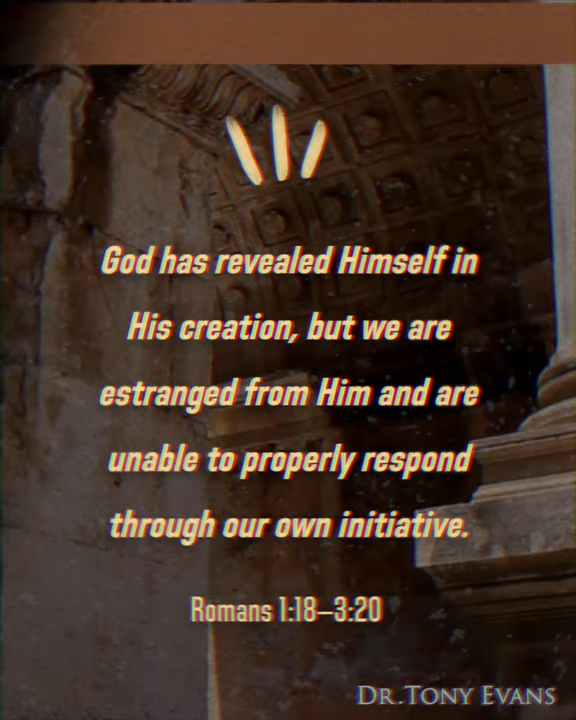 God has revealed Himself in
His creation, but we are
estranged from Him and are
unable to properly respond
through our own initiative.
Romans 1:18–3:20
Dr.Tony Evans